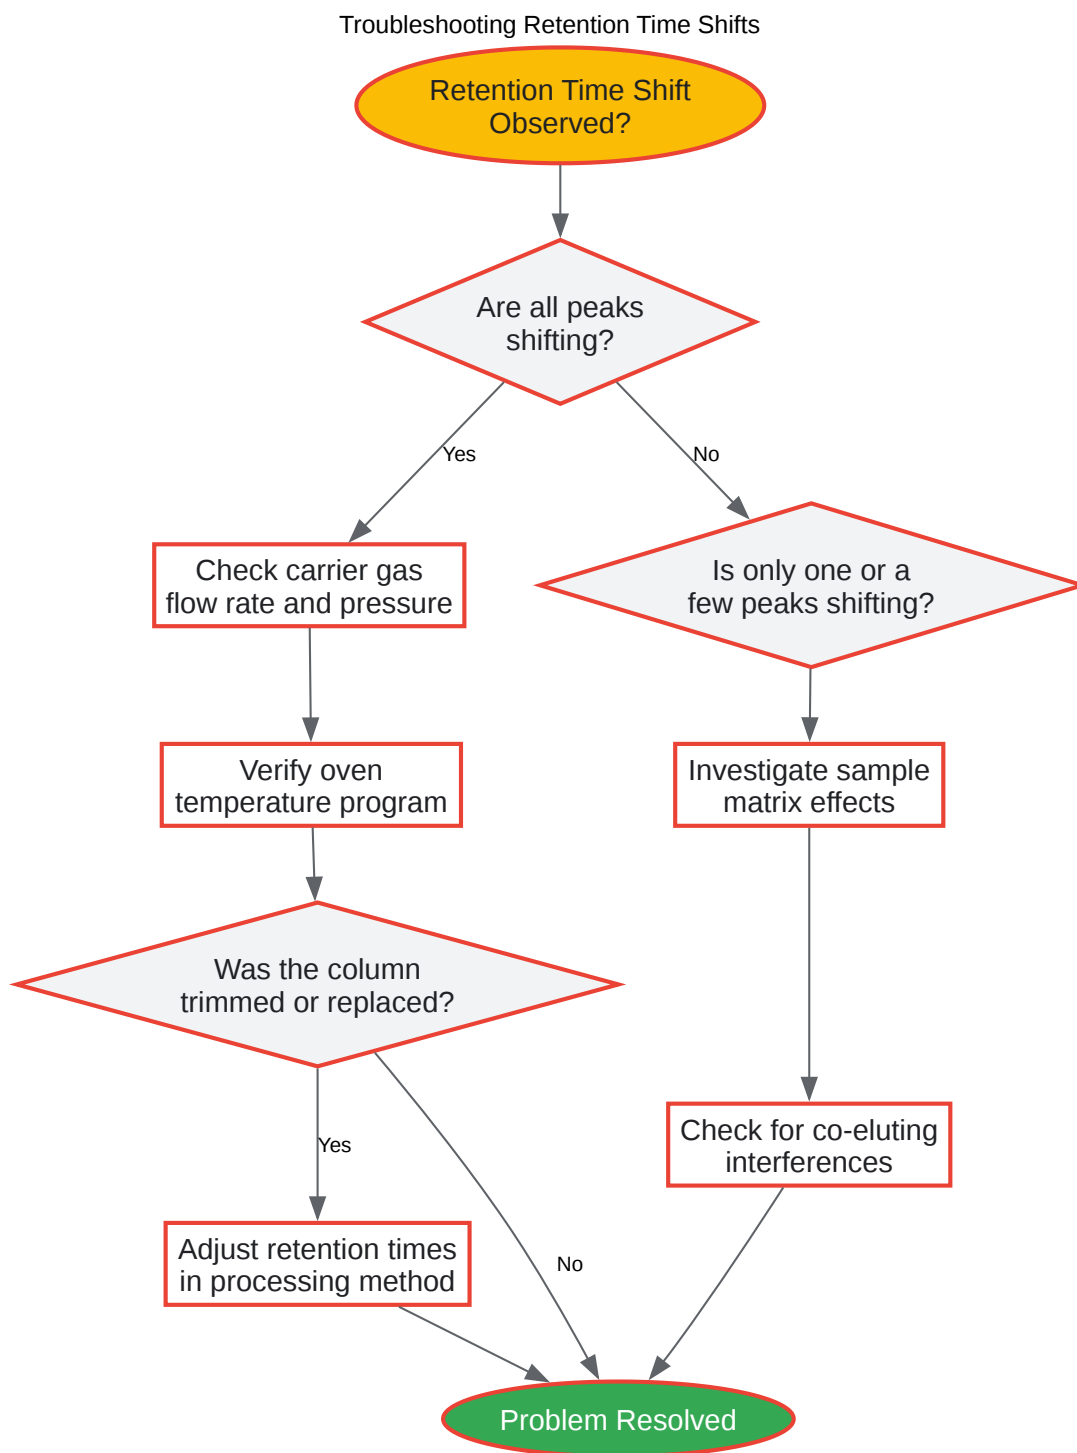 Troubleshooting Retention Time Shifts
Retention Time Shift
Observed?
Are all peaks
shifting?
Yes
No
Check carrier gas
flow rate and pressure
Is only one or a
few peaks shifting?
Verify oven
temperature program
Investigate sample
matrix effects
Was the column
trimmed or replaced?
Check for co-eluting
interferences
Yes
Adjust retention times
in processing method
No
Problem Resolved